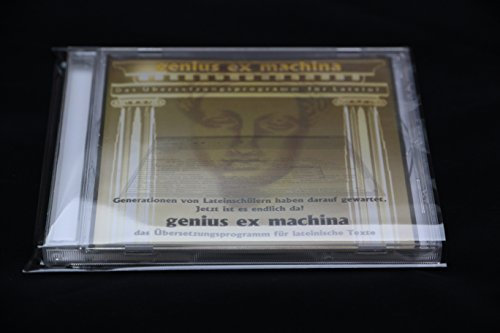 genius ex machina
Das Übersetzungsprogramm für Latein!
Generationen von Lateinschülern haben darauf gewartet.
Jetzt ist es endlich da!
genius ex machina
das Übersetzungsprogramm für lateinische Texte